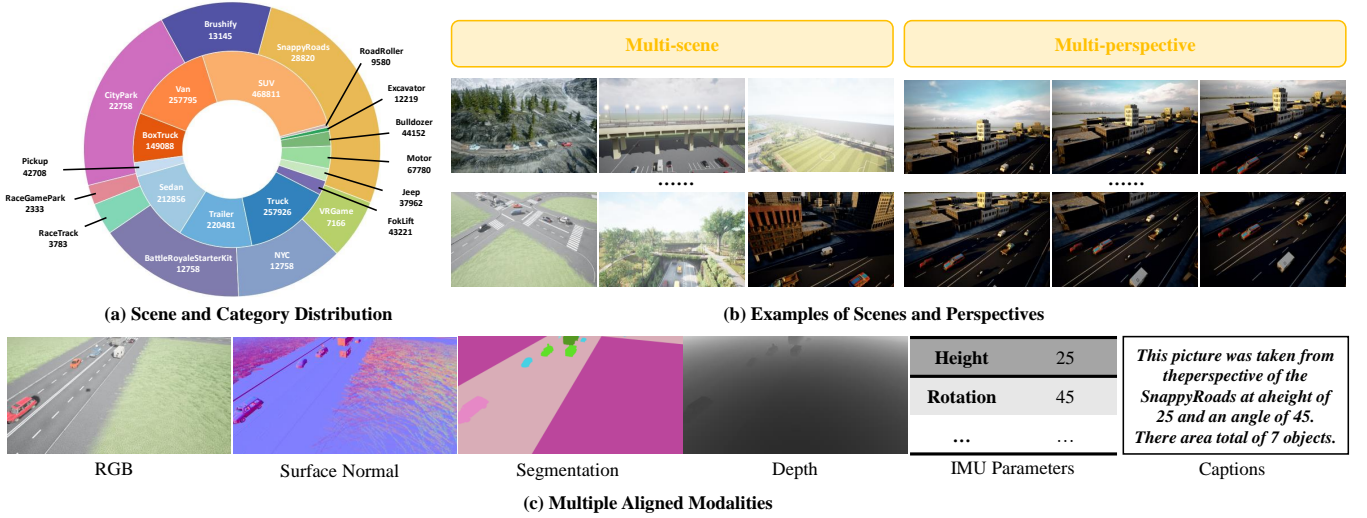 Brushify
13145
SnappyRoads
28820
RoadRoller
9580
Excavator
12219
Bulldozer
44152
Motor
67780
Jeep
37962
FokLift
43221
VRGame
7166
NYC
12758
BattleRoyaleStarterKit
12758
RaceTrack
3783
RaceGamePark
2333
Pickup
42708
CityPark
22758
Van
257795
SUV
468811
BoxTruck
149088
Sedan
212856
Trailer
220481
Truck
257926
(a) Scene and Category Distribution
Multi-scene
Multi-perspective
......
......
(b) Examples of Scenes and Perspectives
RGB
Surface Normal
Segmentation
Depth
Height 25
Rotation 45
... ...
IMU Parameters
This picture was taken from
theperspective of the
SnappyRoads at aheight of
25 and an angle of 45.
There area total of 7 objects.
Captions
(c) Multiple Aligned Modalities